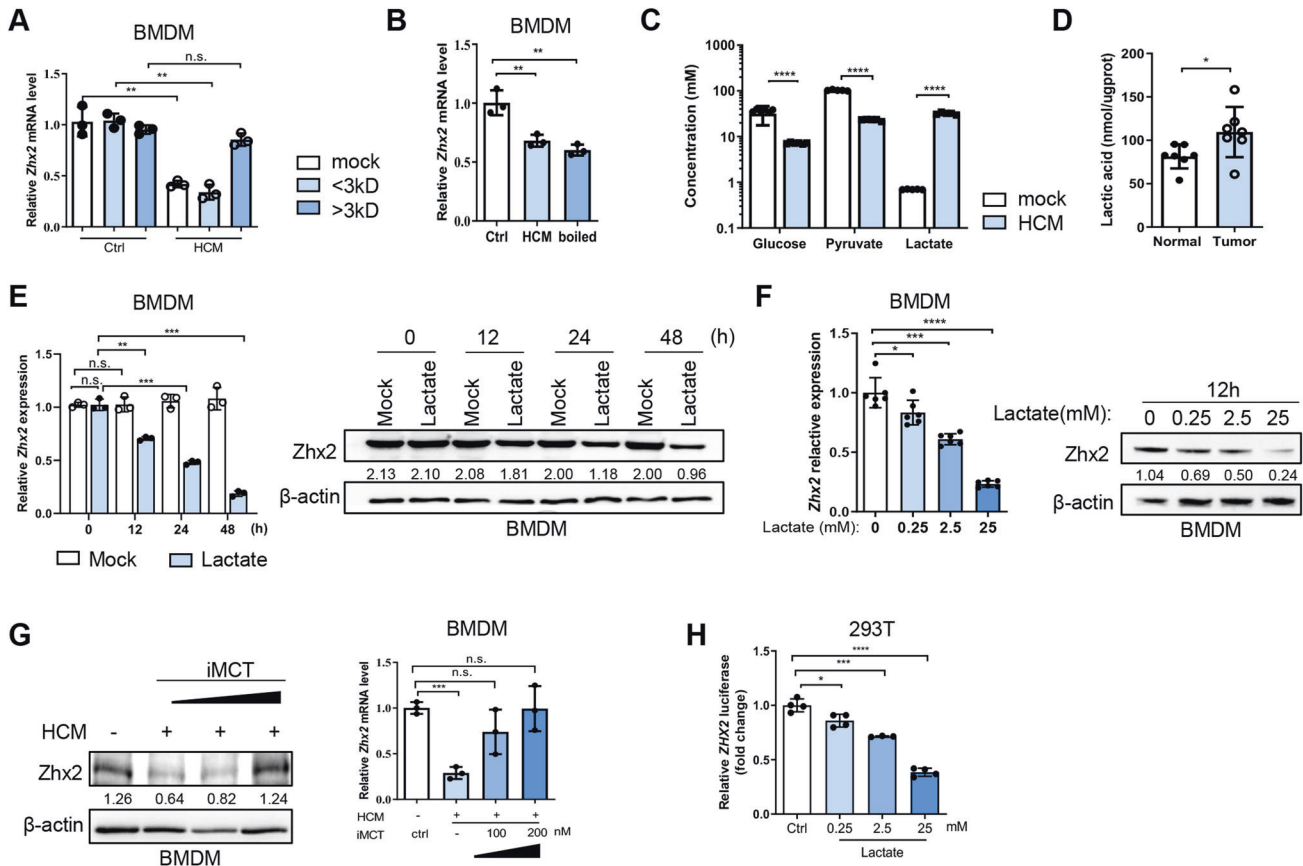 A
BMDM
Relative Zhx2 mRNA level
1.5
1.0
0.5
0.0
n.s.
**
**
Ctrl
HCM
mock
<3kD
>3kD
B
BMDM
Relative Zhx2 mRNA level
1.5
1.0
0.5
0.0
**
**
Ctrl HCM boiled
C
Concentration (mM)
1000
100
10
1
0.1
**** **** ****
Glucose Pyruvate Lactate
mock
HCM
D
Lactic acid (nmol/ugprot)
200
150
100
50
0
*
Normal Tumor
E
BMDM
Relative Zhx2 expression
1.5
1.0
0.5
0.0
***
**
n.s.
n.s. ***
0 12 24 48 (h)
Mock Lactate
0 12 24 48 (h)
Mock Lactate Mock Lactate Mock Lactate Mock Lactate
Zhx2
2.13 2.10 2.08 1.81 2.00 1.18 2.00 0.96
β-actin
BMDM
F
BMDM
Zhx2 relactive expression
1.5
1.0
0.5
0.0
****
***
*
Lactate (mM): 0 0.25 2.5 25
12h
Lactate(mM): 0 0.25 2.5 25
Zhx2
1.04 0.69 0.50 0.24
β-actin
BMDM
G
iMCT
HCM - + + +
Zhx2
1.26 0.64 0.82 1.24
β-actin
BMDM
BMDM
Relative Zhx2 mRNA level
1.5
1.0
0.5
0.0
n.s.
n.s.
***
HCM - + + +
iMCT ctrl - 100 200 nM
H
293T
Relative ZHX2 luciferase
(fold change)
1.5
1.0
0.5
0.0
****
***
*
Ctrl 0.25 2.5 25 mM
Lactate